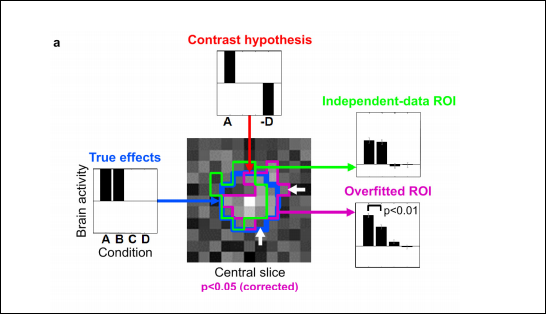 a
Contrast hypothesis
A -D
Independent-data ROI
True effects
Brain activity
A B C D
Condition
Overfitted ROI
p<0.01
Central slice
p<0.05 (corrected)